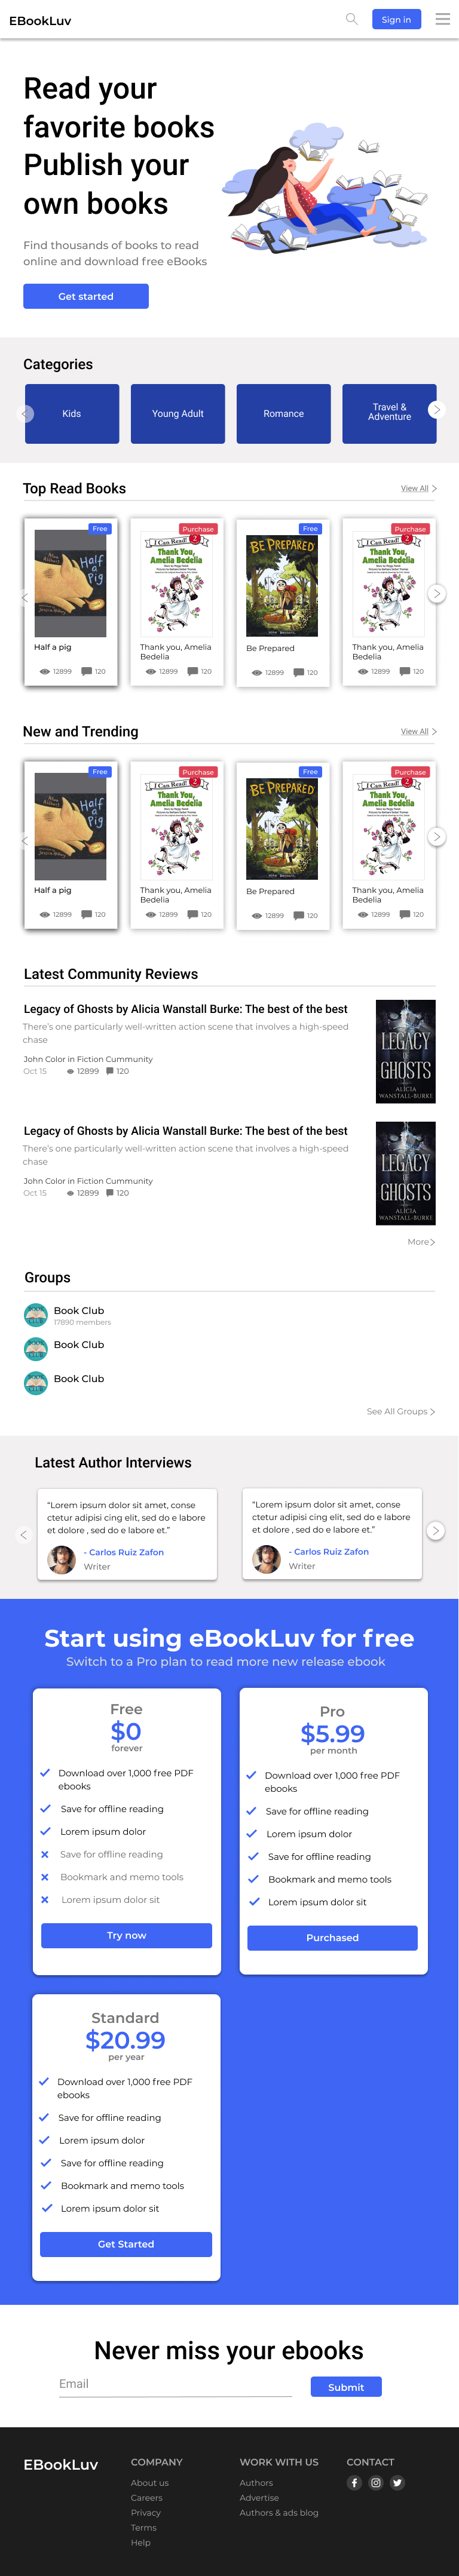 EBookLuv
Sign in
Read your
favorite books
Publish your
own books
Find thousands of books to read
online and download free eBooks
Get started
Categories
Kids
Young Adult
Romance
Travel &
Adventure
Top Read Books
View All
Free
Half
a
Pig
Half a pig
12899
120
Purchase
I Can Read!
2
Thank You,
Amelia Bedelia
Thank you, Amelia
Bedelia
12899
120
Free
BE PREPARED
Be Prepared
12899
120
Purchase
I Can Read!
2
Thank You,
Amelia Bedelia
Thank you, Amelia
Bedelia
12899
120
New and Trending
View All
Free
Half
a
Pig
Half a pig
12899
120
Purchase
I Can Read!
2
Thank You,
Amelia Bedelia
Thank you, Amelia
Bedelia
12899
120
Free
BE PREPARED
Be Prepared
12899
120
Purchase
I Can Read!
2
Thank You,
Amelia Bedelia
Thank you, Amelia
Bedelia
12899
120
Latest Community Reviews
Legacy of Ghosts by Alicia Wanstall Burke: The best of the best
There’s one particularly well-written action scene that involves a high-speed
chase
John Color in Fiction Cummunity
Oct 15 12899 120
LEGACY
OF
GHOSTS
ALICIA
WANSTALL-BURKE
Legacy of Ghosts by Alicia Wanstall Burke: The best of the best
There’s one particularly well-written action scene that involves a high-speed
chase
John Color in Fiction Cummunity
Oct 15 12899 120
LEGACY
OF
GHOSTS
ALICIA
WANSTALL-BURKE
More
Groups
Book Club
17890 members
Book Club
Book Club
See All Groups
Latest Author Interviews
“Lorem ipsum dolor sit amet, conse
ctetur adipisi cing elit, sed do e labore
et dolore , sed do e labore et.”
- Carlos Ruiz Zafon
Writer
“Lorem ipsum dolor sit amet, conse
ctetur adipisi cing elit, sed do e labore
et dolore , sed do e labore et.”
- Carlos Ruiz Zafon
Writer
Start using eBookLuv for free
Switch to a Pro plan to read more new release ebook
Free
$0
forever
Download over 1,000 free PDF
ebooks
Save for offline reading
Lorem ipsum dolor
Save for offline reading
Bookmark and memo tools
Lorem ipsum dolor sit
Try now
Pro
$5.99
per month
Download over 1,000 free PDF
ebooks
Save for offline reading
Lorem ipsum dolor
Save for offline reading
Bookmark and memo tools
Lorem ipsum dolor sit
Purchased
Standard
$20.99
per year
Download over 1,000 free PDF
ebooks
Save for offline reading
Lorem ipsum dolor
Save for offline reading
Bookmark and memo tools
Lorem ipsum dolor sit
Get Started
Never miss your ebooks
Email
Submit
EBookLuv
COMPANY
About us
Careers
Privacy
Terms
Help
WORK WITH US
Authors
Advertise
Authors & ads blog
CONTACT